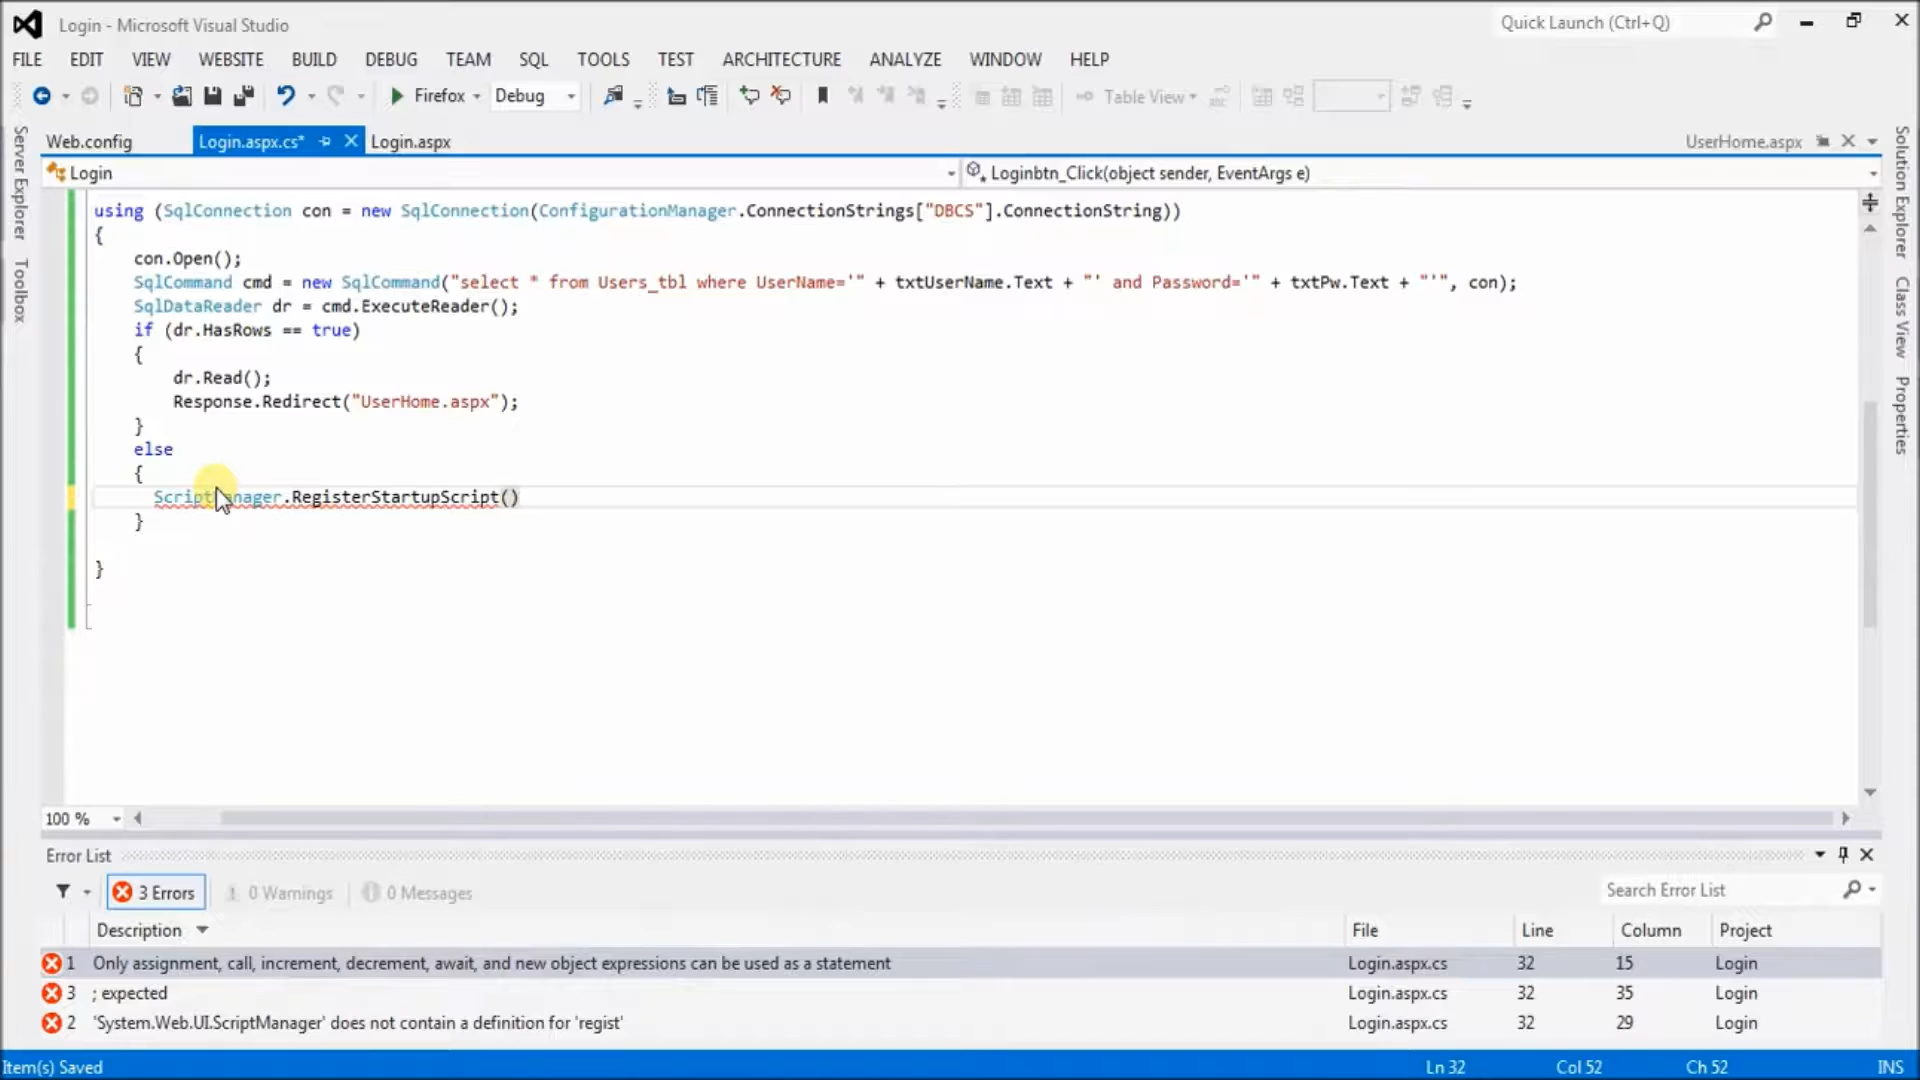 Login - Microsoft Visual Studio
Quick Launch (Ctrl+Q)
FILE EDIT VIEW WEBSITE BUILD DEBUG TEAM SQL TOOLS TEST ARCHITECTURE ANALYZE WINDOW HELP
Firefox Debug Table View
Web.config Login.aspx.cs* Login.aspx UserHome.aspx
Login Loginbtn_Click(object sender, EventArgs e)
Server Explorer
Toolbox
Solution Explorer
Class View
Properties
using (SqlConnection con = new SqlConnection(ConfigurationManager.ConnectionStrings["DBCS"].ConnectionString))
{
con.Open();
SqlCommand cmd = new SqlCommand("select * from Users_tbl where UserName='" + txtUserName.Text + "' and Password='" + txtPw.Text + "'", con);
SqlDataReader dr = cmd.ExecuteReader();
if (dr.HasRows == true)
{
dr.Read();
Response.Redirect("UserHome.aspx");
}
else
{
ScriptManager.RegisterStartupScript()
}
}
100 %
Error List
3 Errors 0 Warnings 0 Messages Search Error List
Description File Line Column Project
1 Only assignment, call, increment, decrement, await, and new object expressions can be used as a statement Login.aspx.cs 32 15 Login
3 ; expected Login.aspx.cs 32 35 Login
2 'System.Web.UI.ScriptManager' does not contain a definition for 'regist' Login.aspx.cs 32 29 Login
Item(s) Saved Ln 32 Col 52 Ch 52 INS